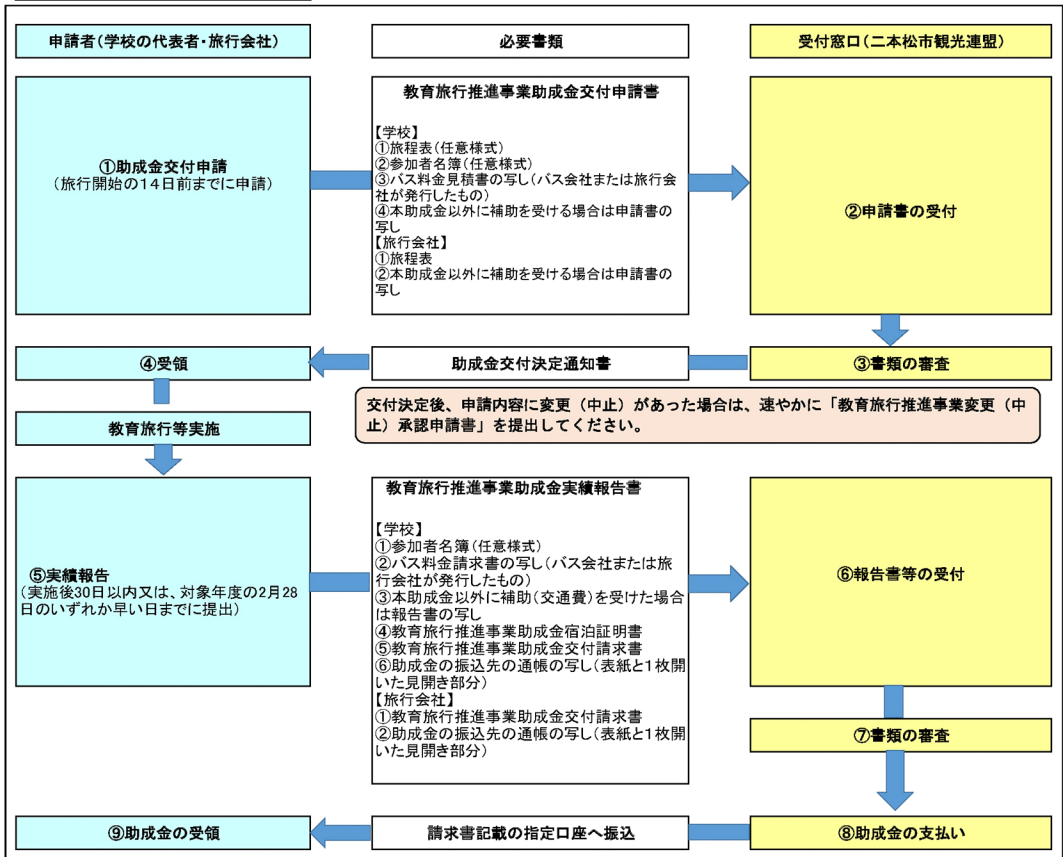 申請者(学校の代表者・旅行会社)
必要書類
受付窓口(二本松市観光連盟)
①助成金交付申請
(旅行開始の14日前までに申請)
教育旅行推進事業助成金交付申請書
【学校】
①旅程表(任意様式)
②参加者名簿(任意様式)
③バス料金見積書の写し(バス会社または旅行会
社が発行したもの)
④本助成金以外に補助を受ける場合は申請書の
写し
【旅行会社】
①旅程表
②本助成金以外に補助を受ける場合は申請書の
写し
②申請書の受付
④受領
助成金交付決定通知書
③書類の審査
交付決定後、申請内容に変更(中止)があった場合は、速やかに「教育旅行推進事業変更(中
止)承認申請書」を提出してください。
教育旅行等実施
⑤実績報告
(実施後30日以内又は、対象年度の2月28
日のいずれか早い日までに提出)
教育旅行推進事業助成金実績報告書
【学校】
①参加者名簿(任意様式)
②バス料金請求書の写し(バス会社または旅
行会社が発行したもの)
③本助成金以外に補助(交通費)を受けた場合
は報告書の写し
④教育旅行推進事業助成金宿泊証明書
⑤教育旅行推進事業助成金交付請求書
⑥助成金の振込先の通帳の写し(表紙と1枚開
いた見開き部分)
【旅行会社】
①教育旅行推進事業助成金交付請求書
②助成金の振込先の通帳の写し(表紙と1枚開
いた見開き部分)
⑥報告書等の受付
⑦書類の審査
⑨助成金の受領
請求書記載の指定口座へ振込
⑧助成金の支払い